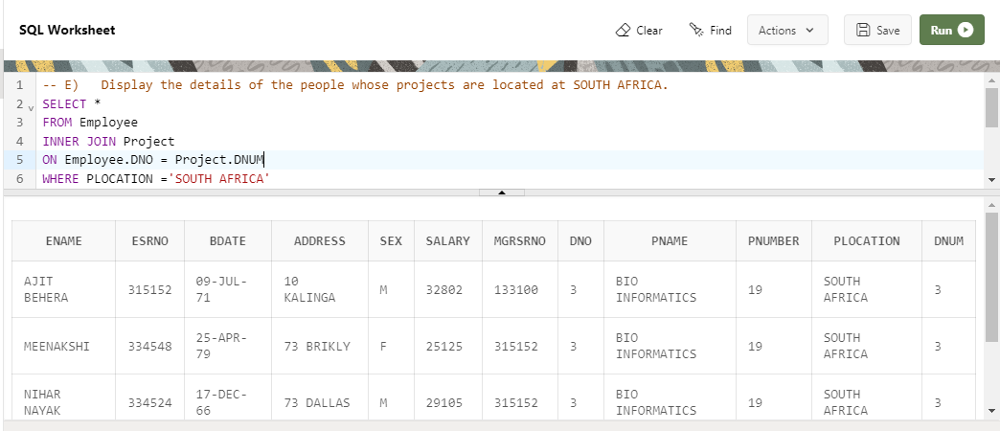 SQL Worksheet Clear Find Actions Save Run
1 -- E) Display the details of the people whose projects are located at SOUTH AFRICA.
2 SELECT *
3 FROM Employee
4 INNER JOIN Project
5 ON Employee.DNO = Project.DNUM
6 WHERE PLOCATION ='SOUTH AFRICA'
ENAME ESRNO BDATE ADDRESS SEX SALARY MGRSRNO DNO PNAME PNUMBER PLOCATION DNUM
AJIT BEHERA 315152 09-JUL-71 10 KALINGA M 32802 133100 3 BIO INFORMATICS 19 SOUTH AFRICA 3
MEENAKSHI 334548 25-APR-79 73 BRIKLY F 25125 315152 3 BIO INFORMATICS 19 SOUTH AFRICA 3
NIHAR NAYAK 334524 17-DEC-66 73 DALLAS M 29105 315152 3 BIO INFORMATICS 19 SOUTH AFRICA 3